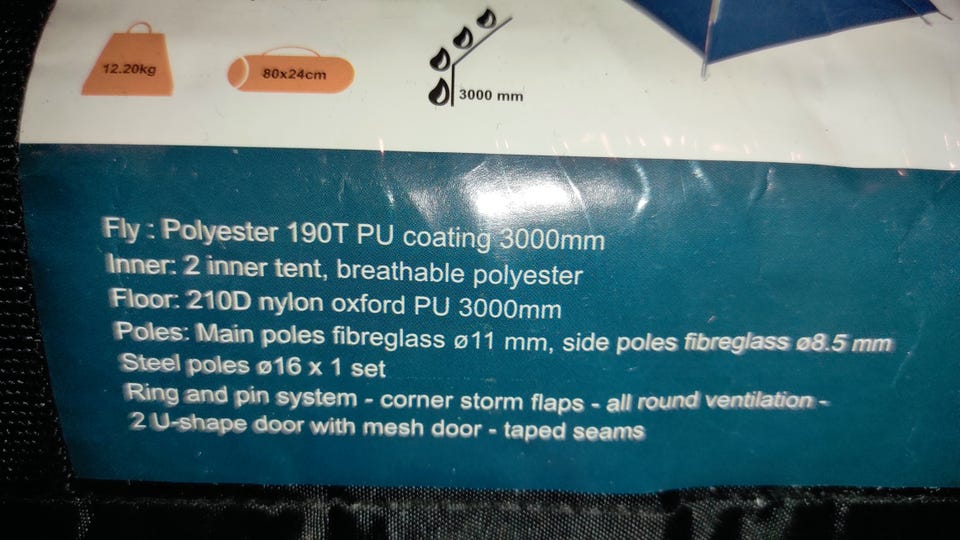 12.20kg
80x24cm
3000 mm
Fly : Polyester 190T PU coating 3000mm
Inner: 2 inner tent, breathable polyester
Floor: 210D nylon oxford PU 3000mm
Poles: Main poles fibreglass ø11 mm, side poles fibreglass ø8.5 mm
Steel poles ø16 x 1 set
Ring and pin system - corner storm flaps - all round ventilation -
2 U-shape door with mesh door - taped seams